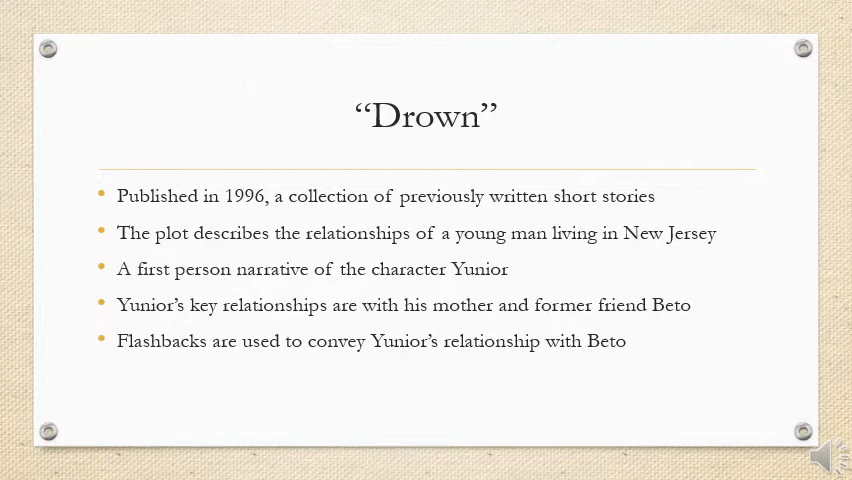 “Drown”
• Published in 1996, a collection of previously written short stories
• The plot describes the relationships of a young man living in New Jersey
• A first person narrative of the character Yunior
• Yunior’s key relationships are with his mother and former friend Beto
• Flashbacks are used to convey Yunior’s relationship with Beto